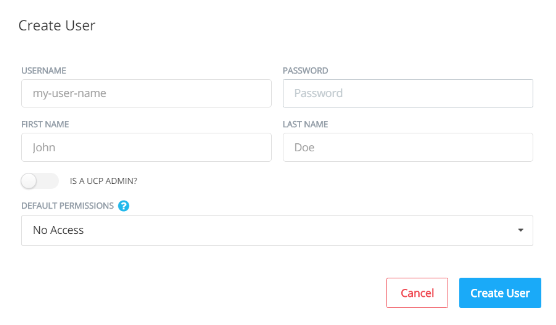 Create User
USERNAME PASSWORD
my-user-name Password
FIRST NAME LAST NAME
John Doe
IS A UCP ADMIN?
DEFAULT PERMISSIONS ?
No Access
Cancel Create User